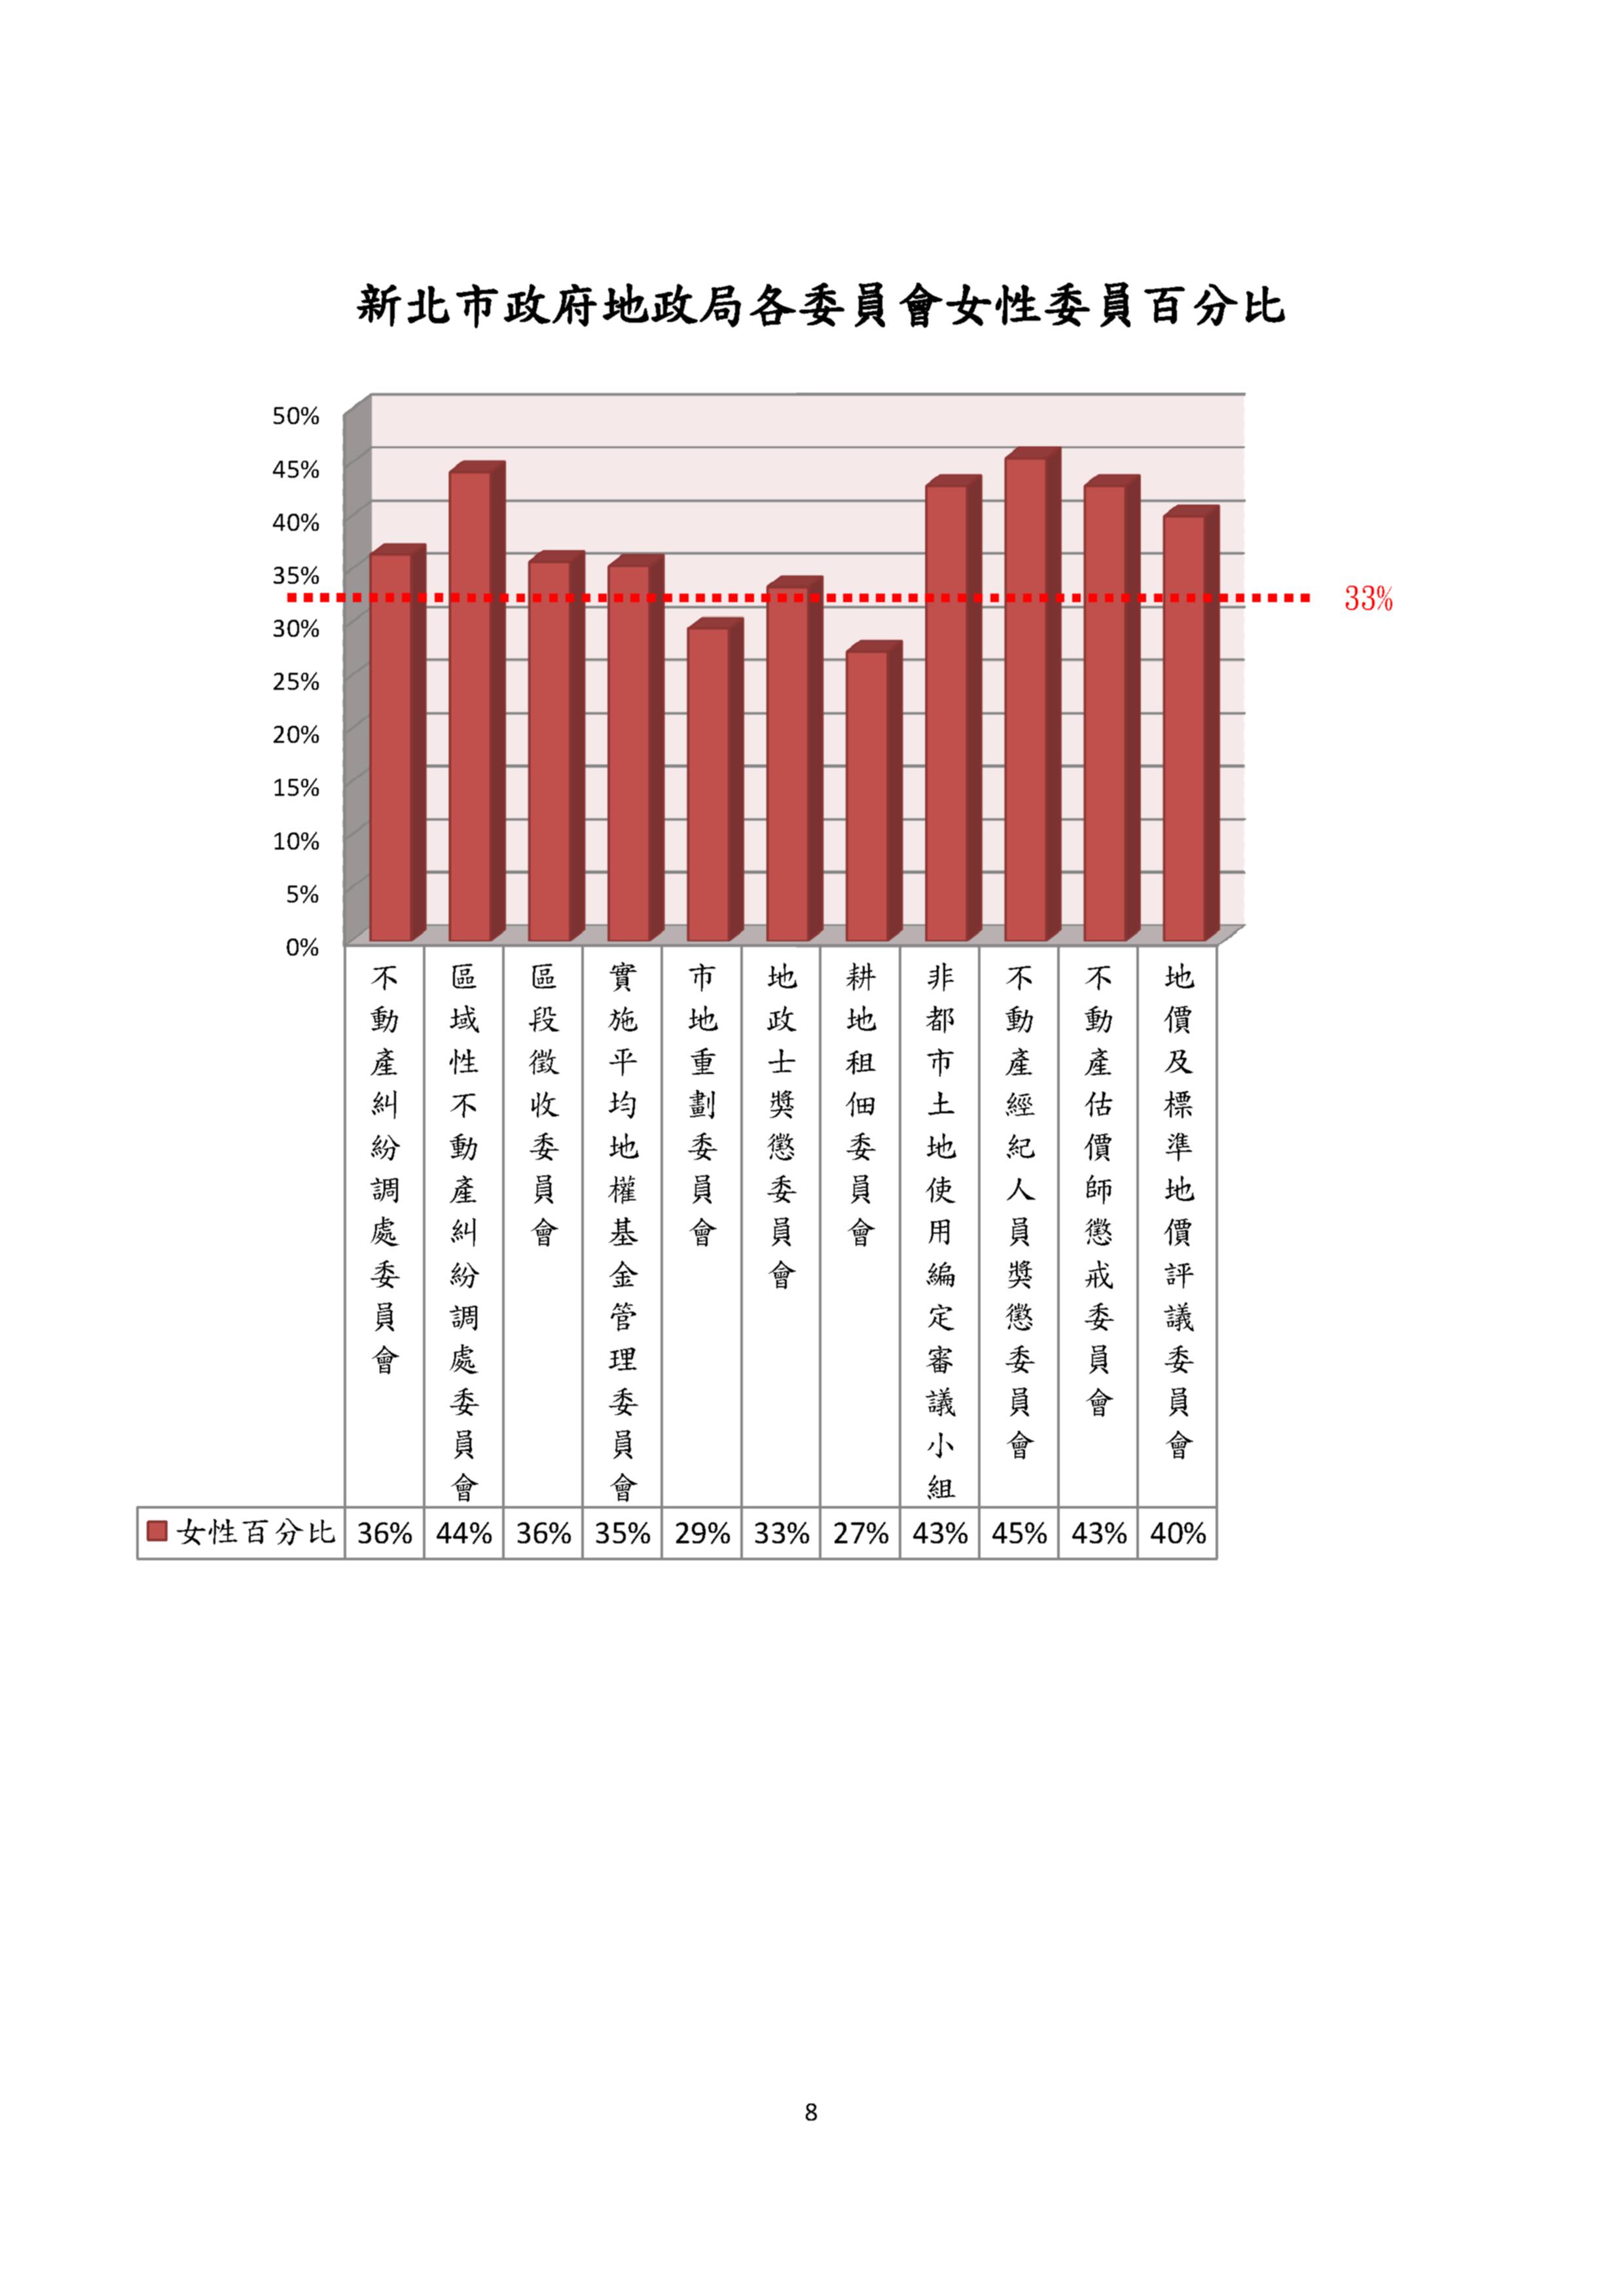 新北市政府地政局各委員會女性委員百分比
50%
45%
40%
35%
30%
25%
20%
15%
10%
5%
0%
33%
不動產糾紛調處委員會
區域性不動產糾紛調處委員會
區段徵收委員會
實施平均地權基金管理委員會
市地重劃委員會
地政士獎懲委員會
耕地租佃委員會
非都市土地使用編定審議小組
不動產經紀人員獎懲委員會
不動產估價師懲戒委員會
地價及標準地價評議委員會
女性百分比 36% 44% 36% 35% 29% 33% 27% 43% 45% 43% 40%
8